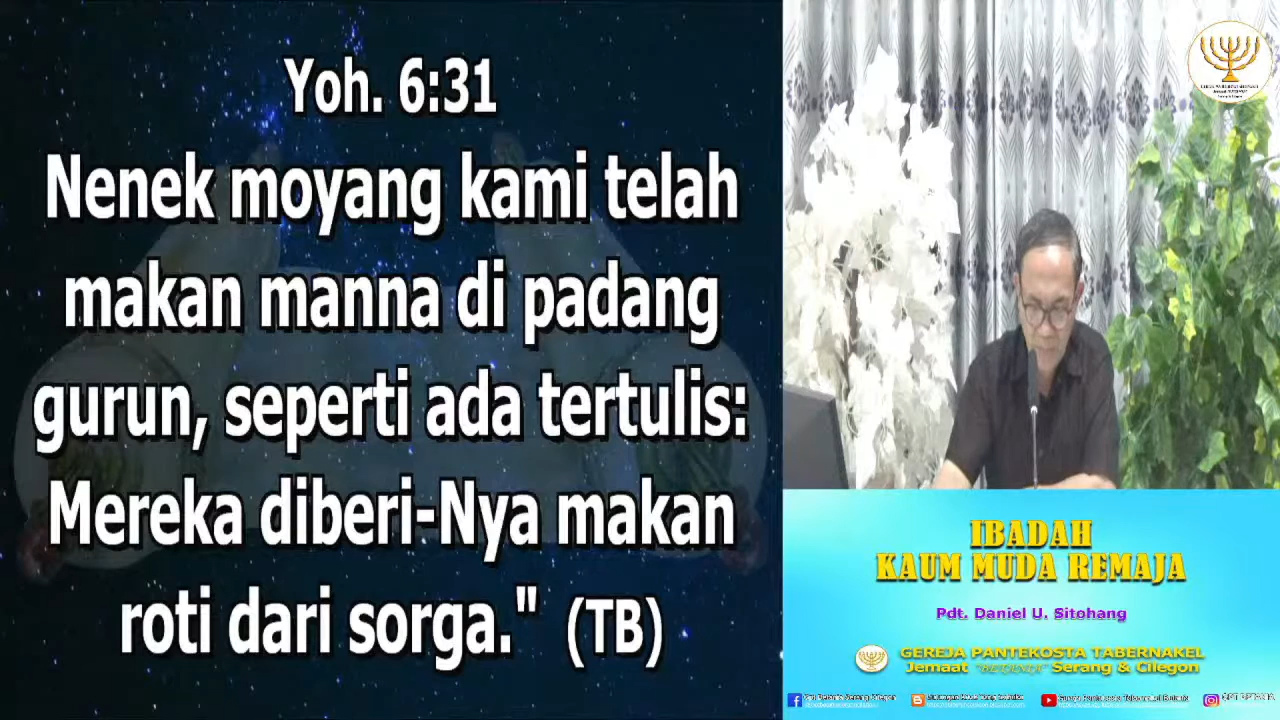 Yoh. 6:31
Nenek moyang kami telah
makan manna di padang
gurun, seperti ada tertulis:
Mereka diberi-Nya makan
roti dari sorga." (TB)
IBADAH
KAUM MUDA REMAJA
Pdt. Daniel U. Sitohang
GEREJA PANTEKOSTA TABERNAKEL
Jemaat "BETANIA" Serang & Cilegon